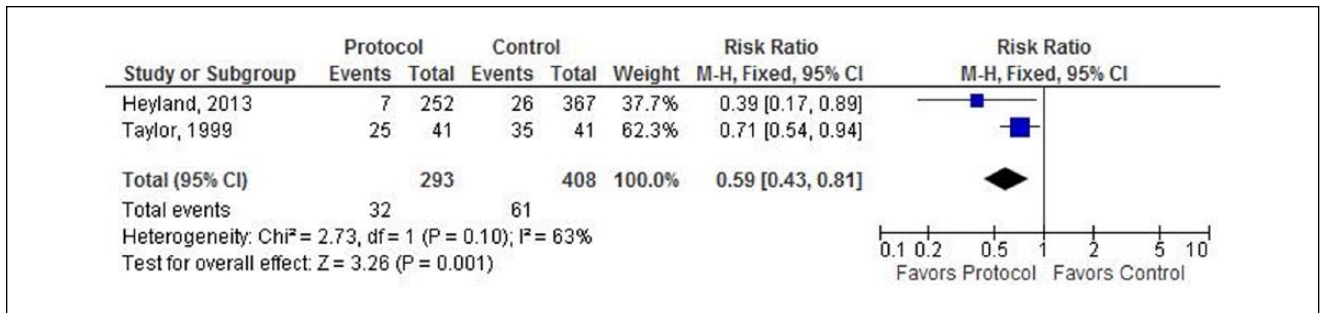 Protocol Control Risk Ratio Risk Ratio
Study or Subgroup Events Total Events Total Weight M-H, Fixed, 95% CI M-H, Fixed, 95% CI
Heyland, 2013 7 252 26 367 37.7% 0.39 [0.17, 0.89]
Taylor, 1999 25 41 35 41 62.3% 0.71 [0.54, 0.94]
Total (95% CI) 293 408 100.0% 0.59 [0.43, 0.81]
Total events 32 61
Heterogeneity: Chi² = 2.73, df = 1 (P = 0.10); I² = 63%
Test for overall effect: Z = 3.26 (P = 0.001)
0.1 0.2 0.5 1 2 5 10
Favors Protocol Favors Control